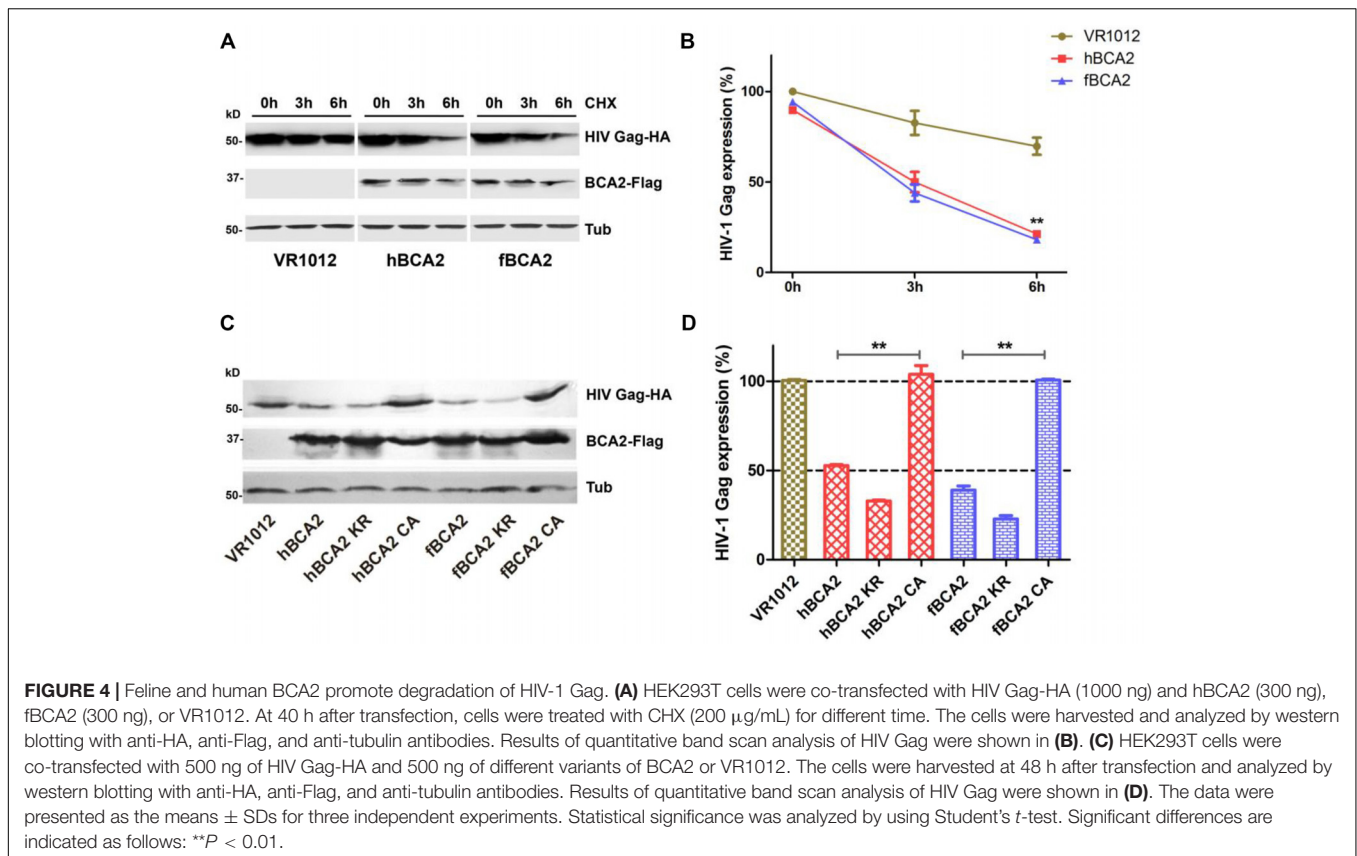 A
0h 3h 6h 0h 3h 6h 0h 3h 6h CHX
kD
50- HIV Gag-HA
37- BCA2-Flag
50- Tub
VR1012 hBCA2 fBCA2
B
VR1012
hBCA2
fBCA2
HIV-1 Gag expression (%)
100
50
0
**
0h 3h 6h
C
kD
50- HIV Gag-HA
37- BCA2-Flag
50- Tub
VR1012 hBCA2 hBCA2 KR hBCA2 CA fBCA2 fBCA2 KR fBCA2 CA
D
HIV-1 Gag expression (%)
** **
100
50
0
VR1012 hBCA2 hBCA2 KR hBCA2 CA fBCA2 fBCA2 KR fBCA2 CA
FIGURE 4 | Feline and human BCA2 promote degradation of HIV-1 Gag. (A) HEK293T cells were co-transfected with HIV Gag-HA (1000 ng) and hBCA2 (300 ng),
fBCA2 (300 ng), or VR1012. At 40 h after transfection, cells were treated with CHX (200 μg/mL) for different time. The cells were harvested and analyzed by western
blotting with anti-HA, anti-Flag, and anti-tubulin antibodies. Results of quantitative band scan analysis of HIV Gag were shown in (B). (C) HEK293T cells were
co-transfected with 500 ng of HIV Gag-HA and 500 ng of different variants of BCA2 or VR1012. The cells were harvested at 48 h after transfection and analyzed by
western blotting with anti-HA, anti-Flag, and anti-tubulin antibodies. Results of quantitative band scan analysis of HIV Gag were shown in (D). The data were
presented as the means ± SDs for three independent experiments. Statistical significance was analyzed by using Student's t-test. Significant differences are
indicated as follows: **P < 0.01.